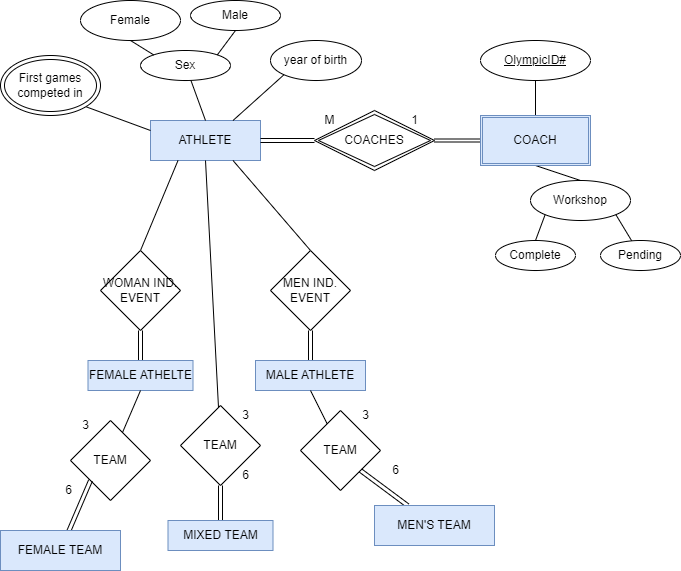 Female
Male
Sex
year of birth
OlympicID#
First games
competed in
M
1
ATHLETE
COACHES
COACH
Workshop
Complete
Pending
WOMAN IND.
EVENT
MEN IND.
EVENT
FEMALE ATHELTE
MALE ATHLETE
3
3
3
TEAM
TEAM
TEAM
6
6
6
FEMALE TEAM
MIXED TEAM
MEN'S TEAM